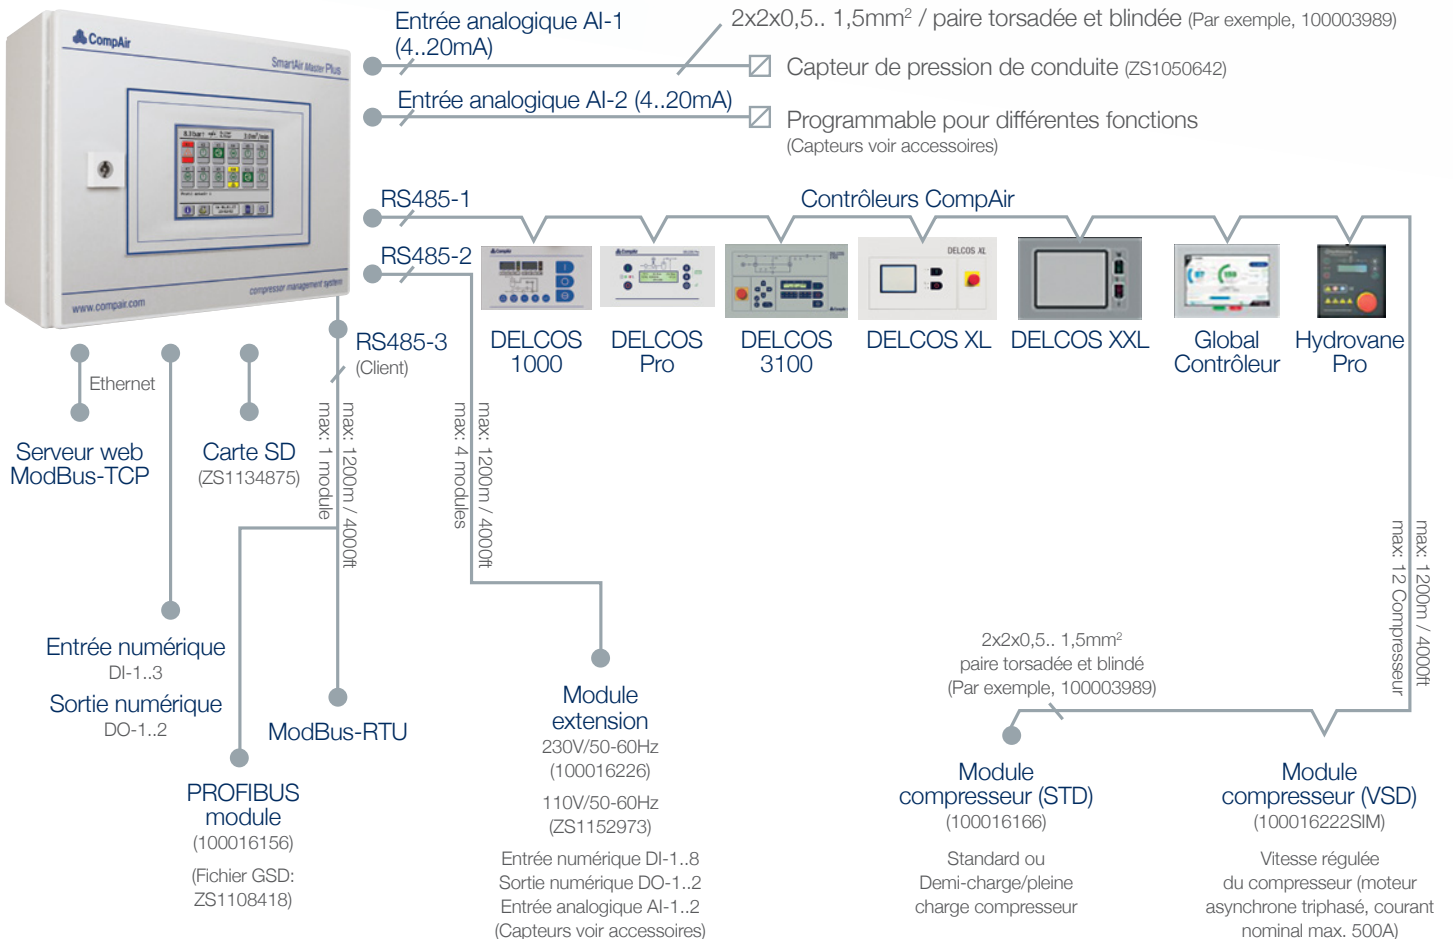 CompAir
SmartAir Master Plus
compressor management system
www.compair.com
Entrée analogique AI-1
(4..20mA)
2x2x0,5.. 1,5mm² / paire torsadée et blindée (Par exemple, 100003989)
Capteur de pression de conduite (ZS1050642)
Entrée analogique AI-2 (4..20mA)
Programmable pour différentes fonctions
(Capteurs voir accessoires)
RS485-1
Contrôleurs CompAir
RS485-2
DELCOS XL
DELCOS
1000
DELCOS
Pro
DELCOS
3100
DELCOS XL
DELCOS XXL
Global
Contrôleur
Hydrovane
Pro
RS485-3
(Client)
Ethernet
Serveur web
ModBus-TCP
Carte SD
(ZS1134875)
max: 1200m / 4000ft
max: 1 module
max: 1200m / 4000ft
max: 4 modules
max: 1200m / 4000ft
max: 12 Compresseur
Entrée numérique
DI-1..3
Sortie numérique
DO-1..2
ModBus-RTU
PROFIBUS
module
(100016156)
(Fichier GSD:
ZS1108418)
Module
extension
230V/50-60Hz
(100016226)
110V/50-60Hz
(ZS1152973)
Entrée numérique DI-1..8
Sortie numérique DO-1..2
Entrée analogique AI-1..2
(Capteurs voir accessoires)
2x2x0,5.. 1,5mm²
paire torsadée et blindé
(Par exemple, 100003989)
Module
compresseur (STD)
(100016166)
Standard ou
Demi-charge/pleine
charge compresseur
Module
compresseur (VSD)
(100016222SIM)
Vitesse régulée
du compresseur (moteur
asynchrone triphasé, courant
nominal max. 500A)